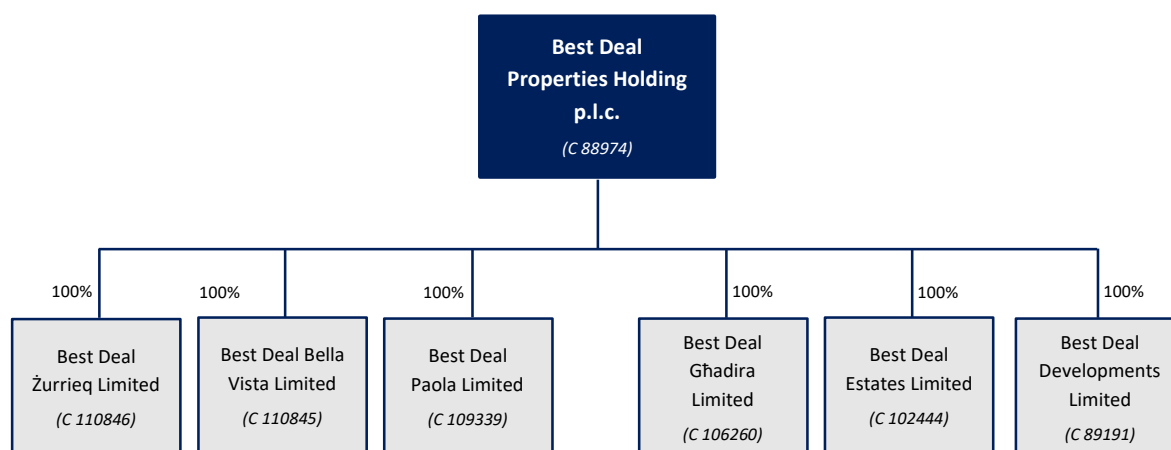 Best Deal
Properties Holding
p.l.c.
(C 88974)
100%
100%
100%
100%
100%
100%
Best Deal
Żurrieq Limited
(C 110846)
Best Deal Bella
Vista Limited
(C 110845)
Best Deal
Paola Limited
(C 109339)
Best Deal
Għadira
Limited
(C 106260)
Best Deal
Estates Limited
(C 102444)
Best Deal
Developments
Limited
(C 89191)